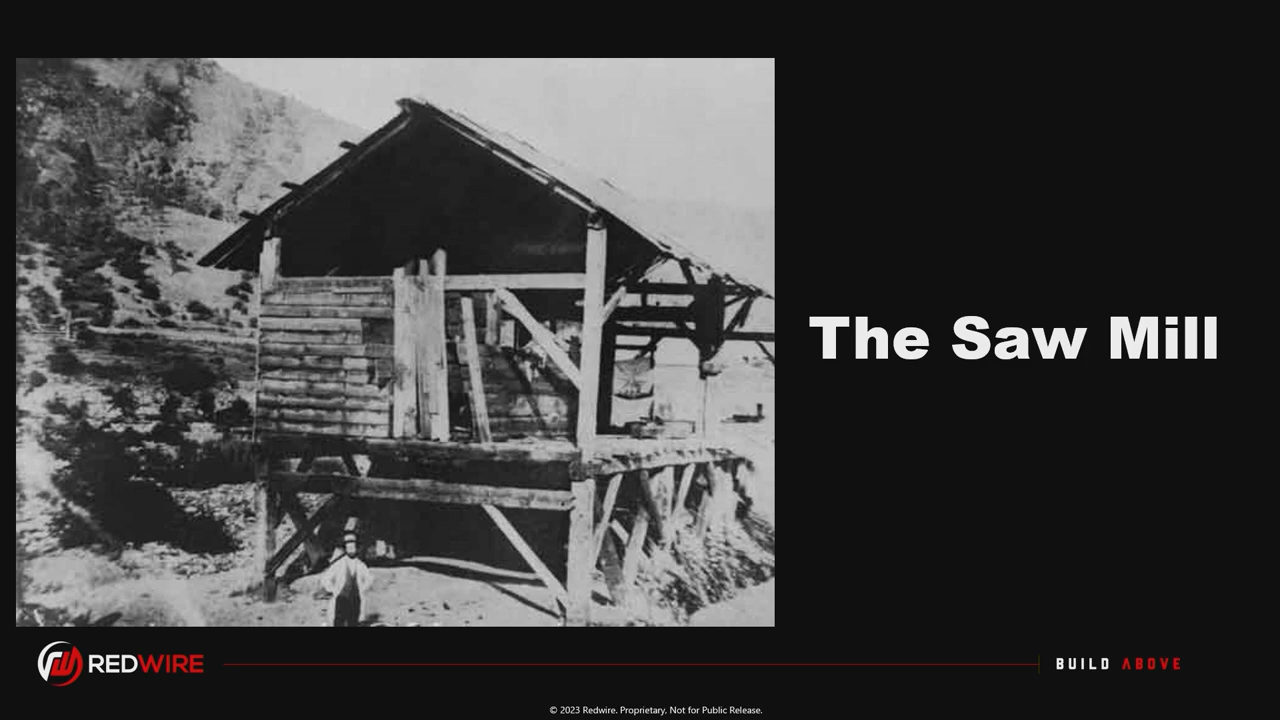 The Saw Mill
REDWIRE
BUILD ABOVE
© 2023 Redwire. Proprietary, Not for Public Release.